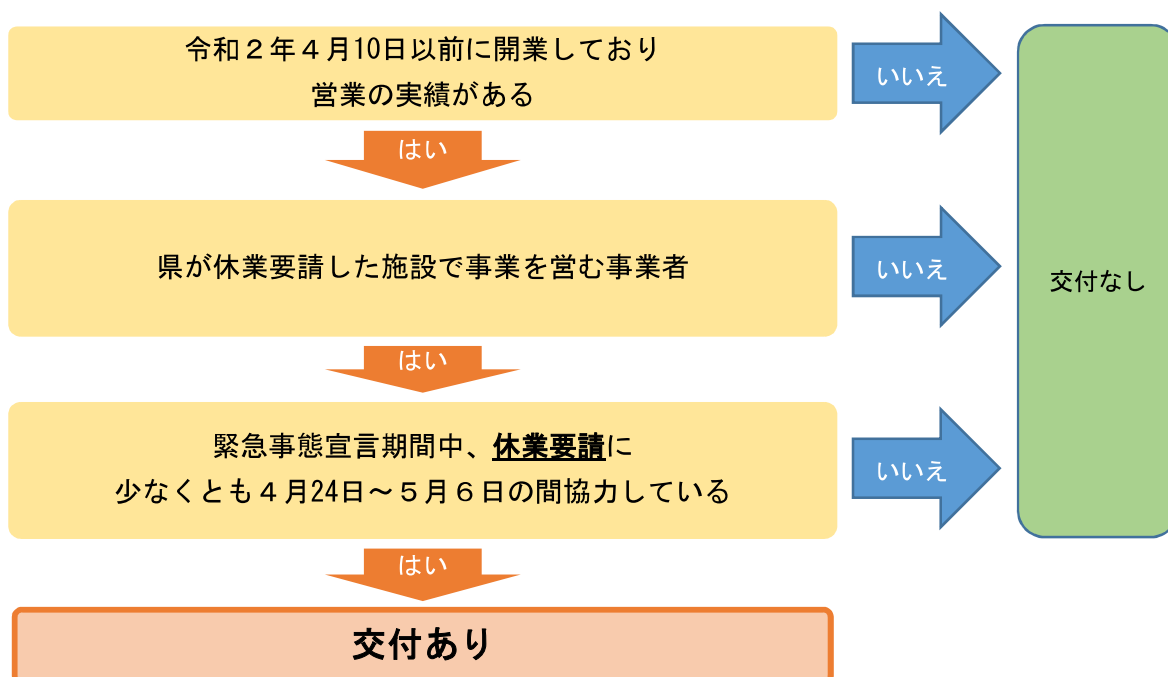 令和２年４月10日以前に開業しており
営業の実績がある
いいえ
はい
県が休業要請した施設で事業を営む事業者
いいえ
交付なし
はい
緊急事態宣言期間中、休業要請に
少なくとも４月24日～５月６日の間協力している
いいえ
はい
交付あり